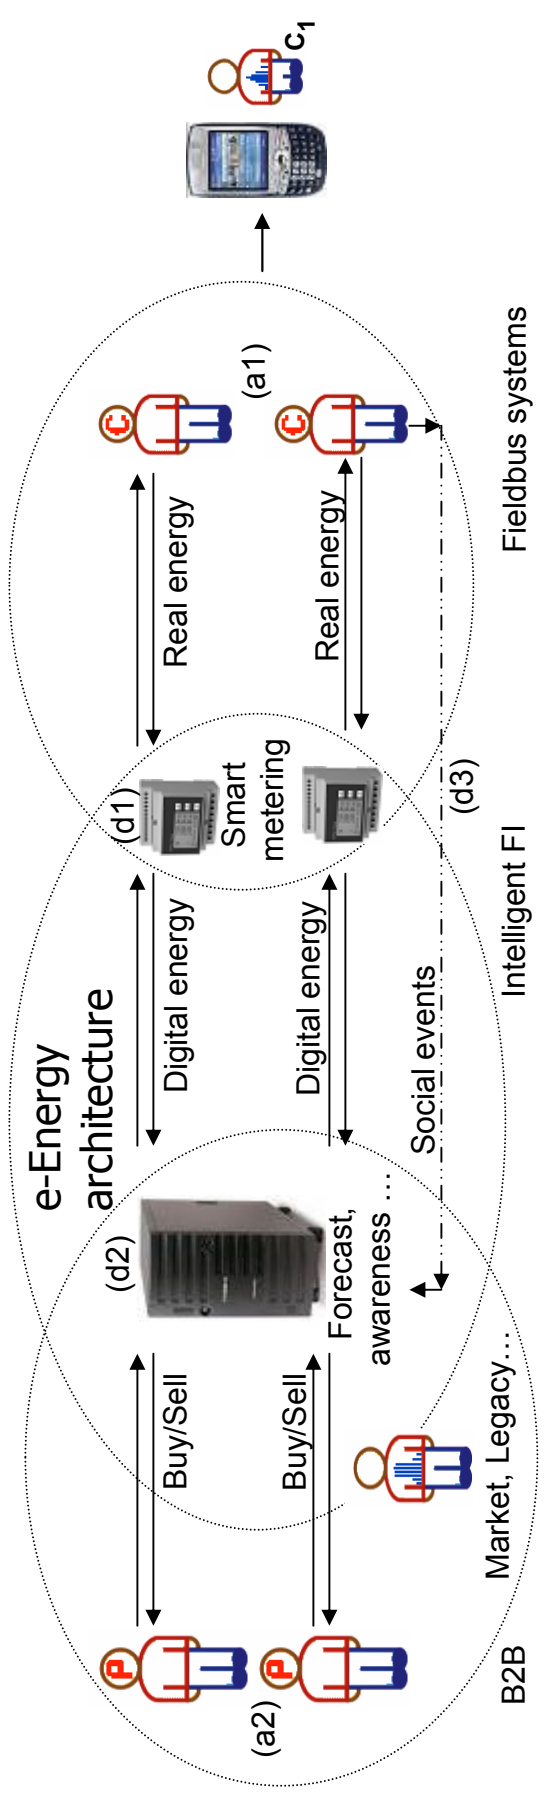 e-Energy
architecture
P
P
(a2)
Buy/Sell
Buy/Sell
B2B
Market, Legacy...
(d2)
Forecast,
awareness ...
Digital energy
Digital energy
Social events
Intelligent FI
(d1)
Smart
metering
(d3)
Real energy
Real energy
C
C
(a1)
Fieldbus systems
C1